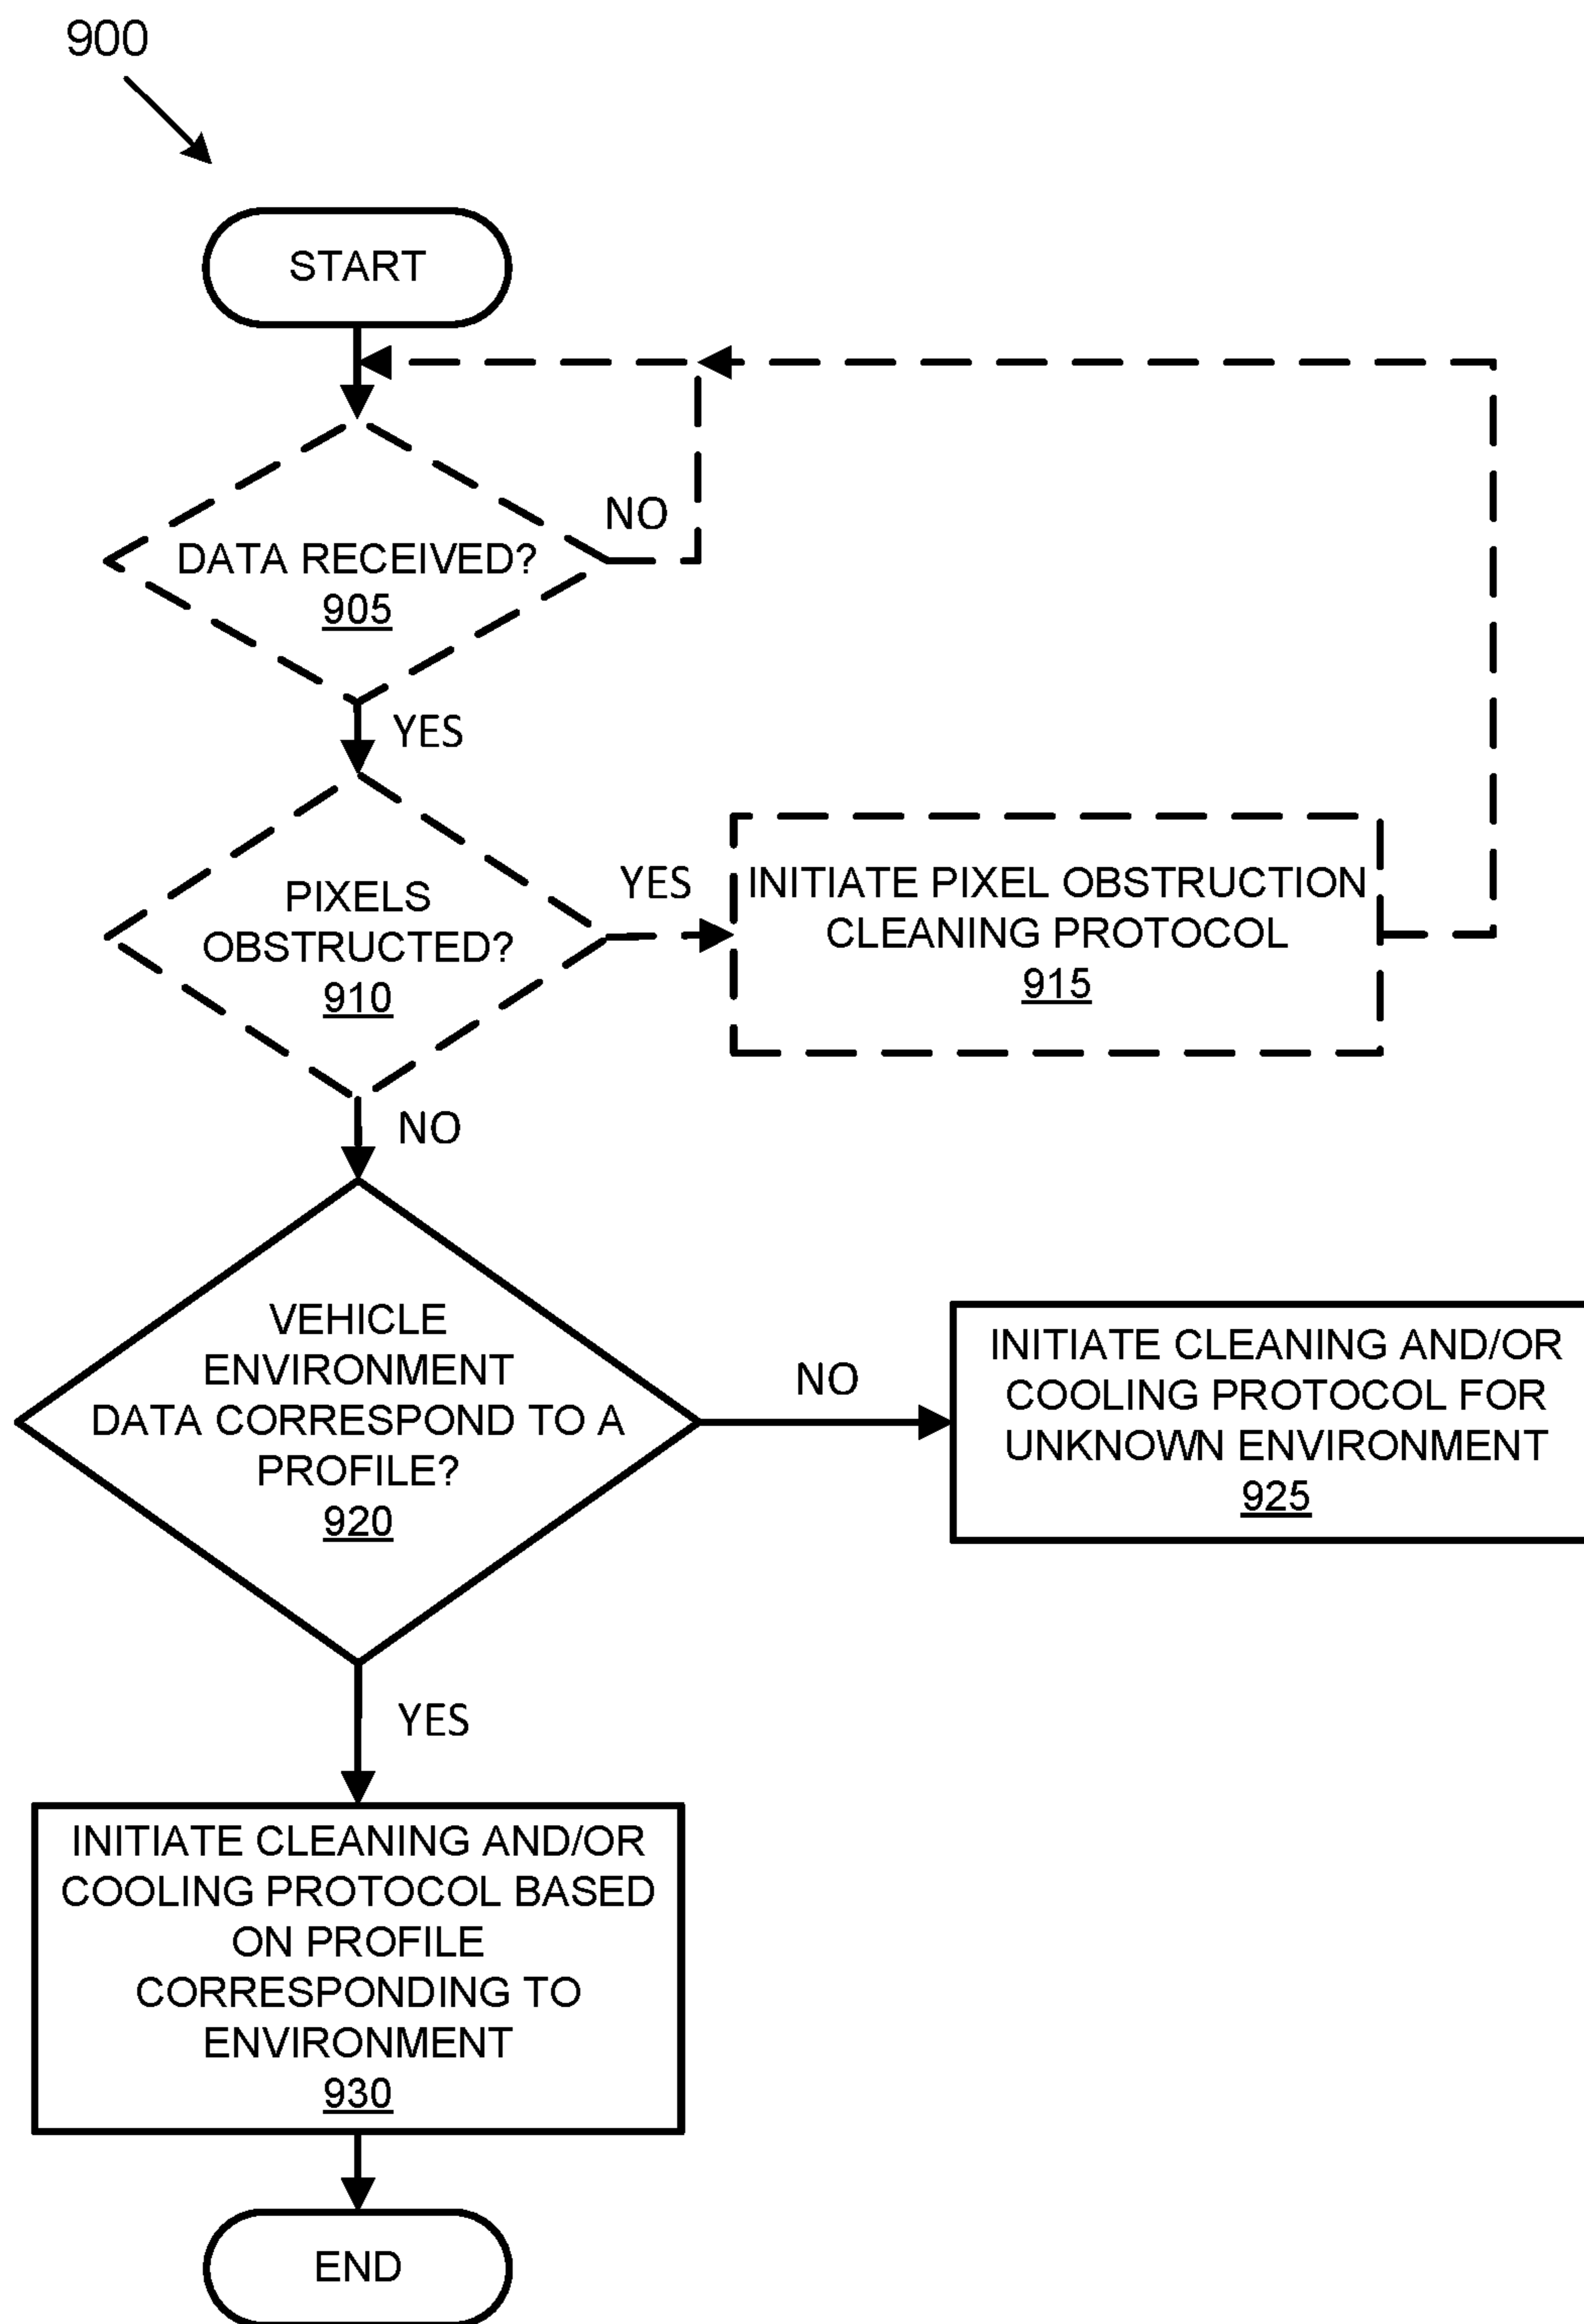 900
START
DATA RECEIVED?
905
NO
YES
PIXELS
OBSTRUCTED?
910
YES
INITIATE PIXEL OBSTRUCTION
CLEANING PROTOCOL
915
NO
VEHICLE
ENVIRONMENT
DATA CORRESPOND TO A
PROFILE?
920
NO
INITIATE CLEANING AND/OR
COOLING PROTOCOL FOR
UNKNOWN ENVIRONMENT
925
YES
INITIATE CLEANING AND/OR
COOLING PROTOCOL BASED
ON PROFILE
CORRESPONDING TO
ENVIRONMENT
930
END